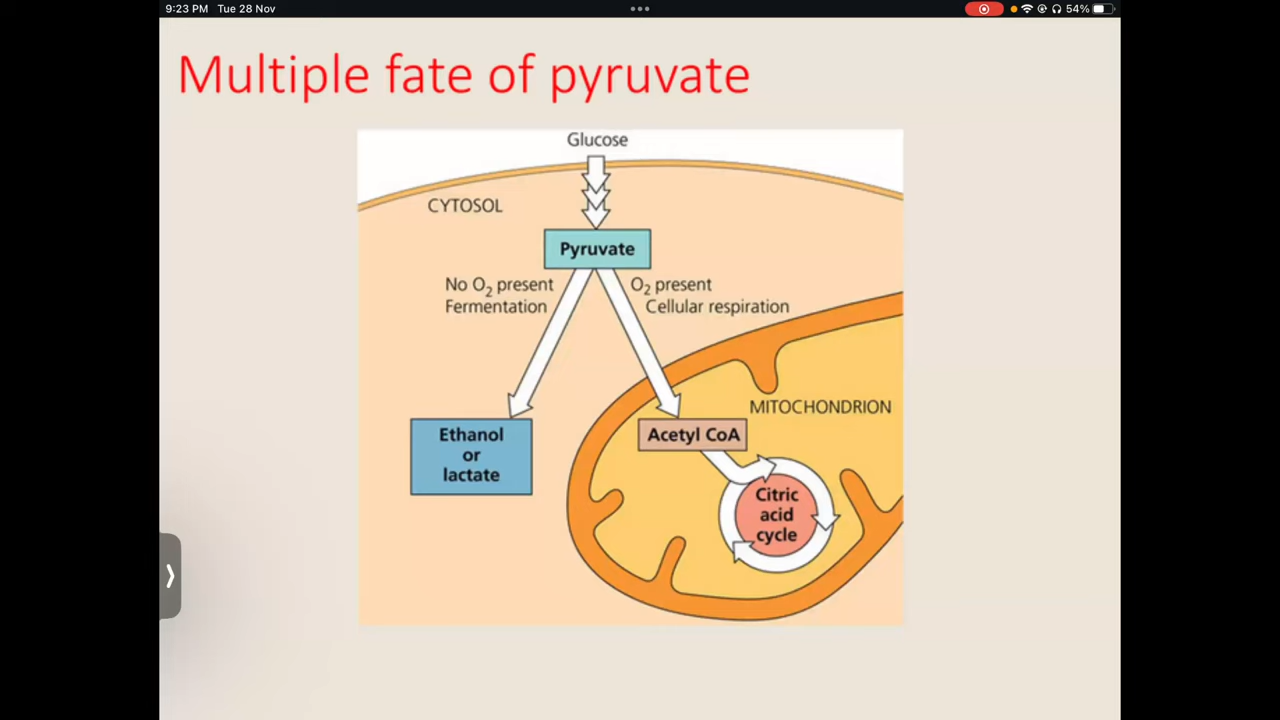 9:23 PM Tue 28 Nov
54%
Multiple fate of pyruvate
Glucose
CYTOSOL
Pyruvate
No O₂ present
Fermentation
O₂ present
Cellular respiration
MITOCHONDRION
Ethanol
or
lactate
Acetyl CoA
Citric
acid
cycle